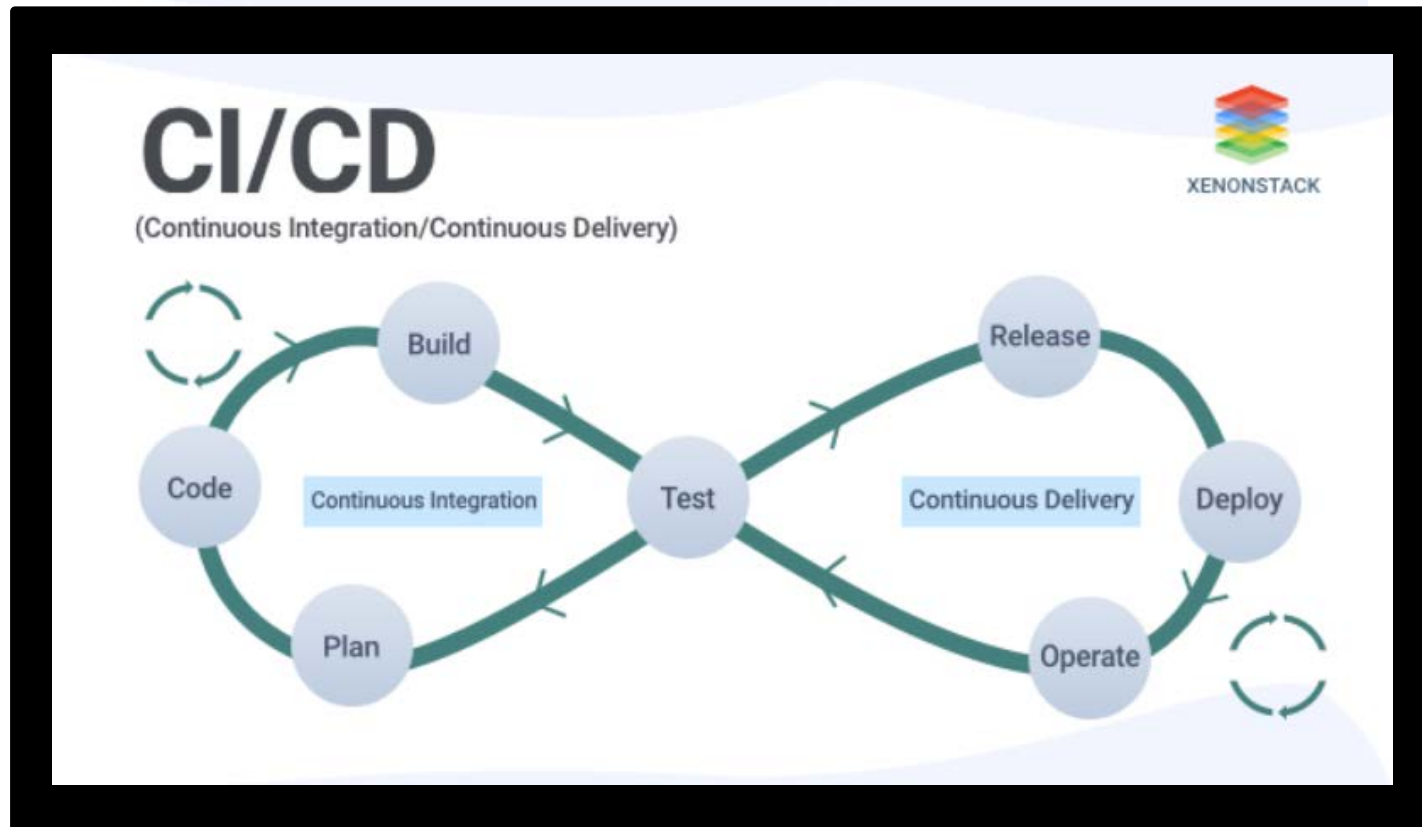 CI/CD
XENONSTACK
(Continuous Integration/Continuous Delivery)
Build
Release
Code
Continuous Integration
Test
Continuous Delivery
Deploy
Plan
Operate